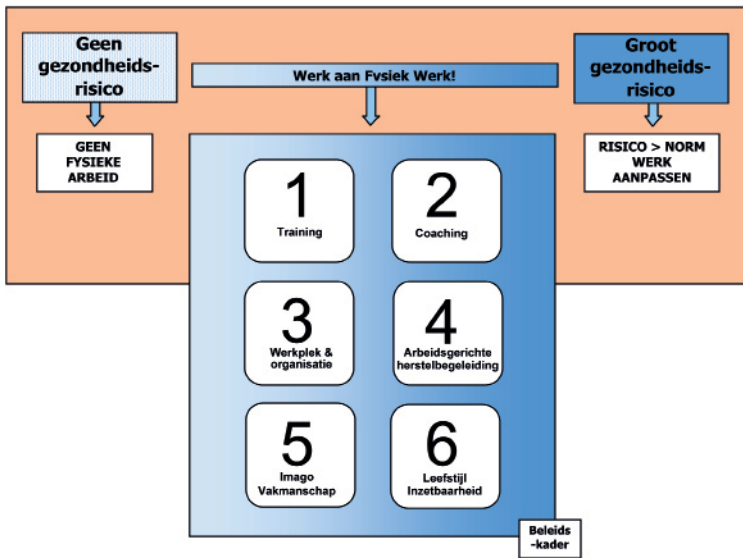 Geen
gezondheids-
risico
Werk aan Fysiek Werk!
Groot
gezondheids-
risico
GEEN
FYSIEKE
ARBEID
RISICO > NORM
WERK
AANPASSEN
1
Training
2
Coaching
3
Werkplek &
organisatie
4
Arbeidsgerichte
herstelbegeleiding
5
Imago
Vakmanschap
6
Leefstijl
Inzetbaarheid
Beleids
-kader